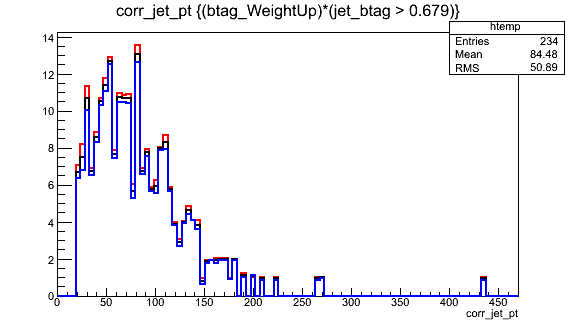 corr_jet_pt {(btag_WeightUp)*(jet_btag > 0.679)}
htemp
Entries 234
Mean 84.48
RMS 50.89
14
12
10
8
6
4
2
0
0 50 100 150 200 250 300 350 400 450
corr_jet_pt